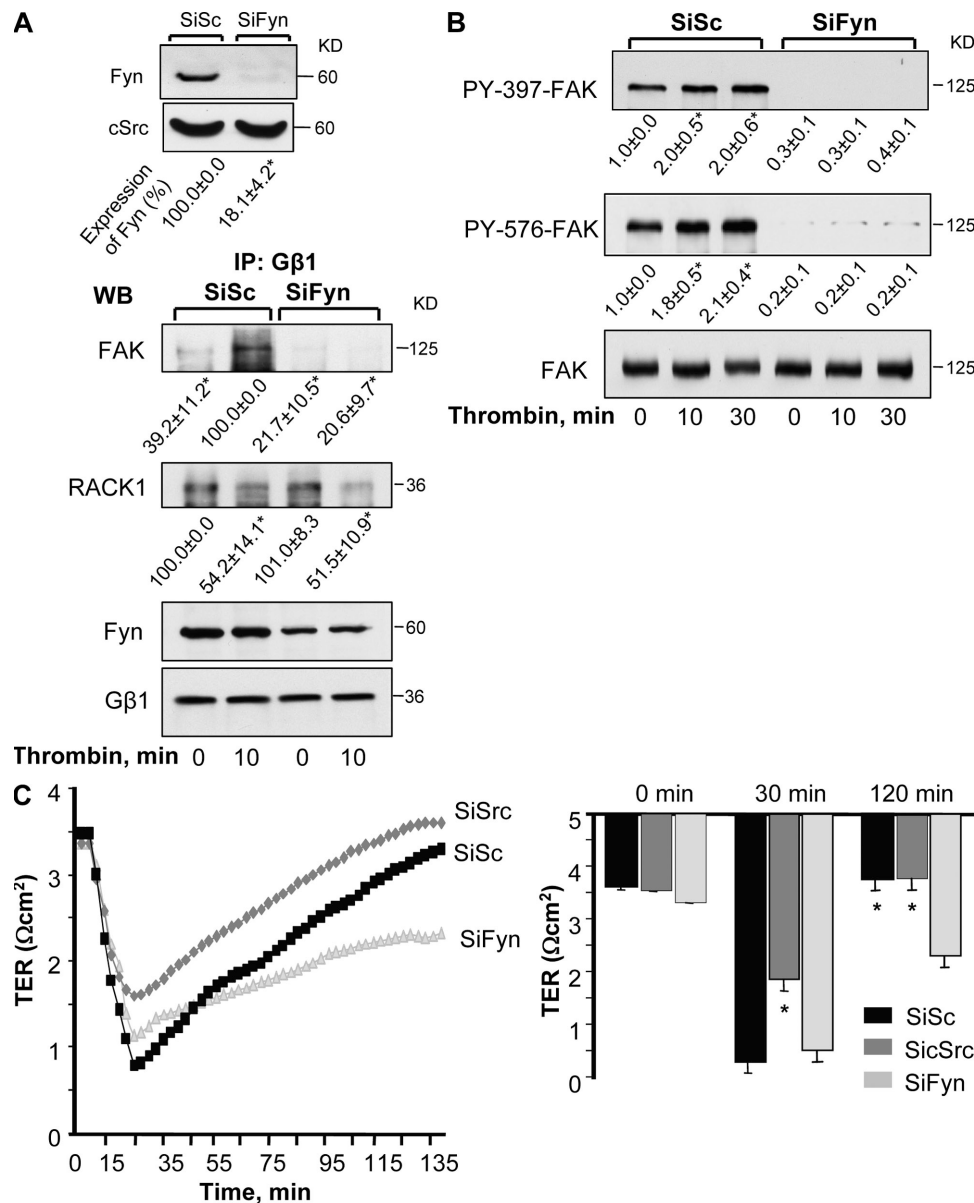 A
SiSc SiFyn
KD
Fyn 60
cSrc 60
Expression
of Fyn (%)
100.0±0.0 18.1±4.2*
IP: Gβ1
WB SiSc SiFyn KD
FAK 125
39.2±11.2* 100.0±0.0 21.7±10.5* 20.6±9.7*
RACK1 36
100.0±0.0 54.2±14.1* 101.0±8.3 51.5±10.9*
Fyn 60
Gβ1 36
Thrombin, min 0 10 0 10
B
SiSc SiFyn
KD
PY-397-FAK 125
1.0±0.0 2.0±0.5* 2.0±0.6* 0.3±0.1 0.3±0.1 0.4±0.1
PY-576-FAK 125
1.0±0.0 1.8±0.5* 2.1±0.4* 0.2±0.1 0.2±0.1 0.2±0.1
FAK 125
Thrombin, min 0 10 30 0 10 30
C
4
3
2
1
0
TER (Ωcm²)
SiSrc
SiSc
SiFyn
0 15 35 55 75 95 115 135
Time, min
0 min 30 min 120 min
5
4
3
2
1
0
TER (Ωcm²)
* * *
SiSc
SicSrc
SiFyn